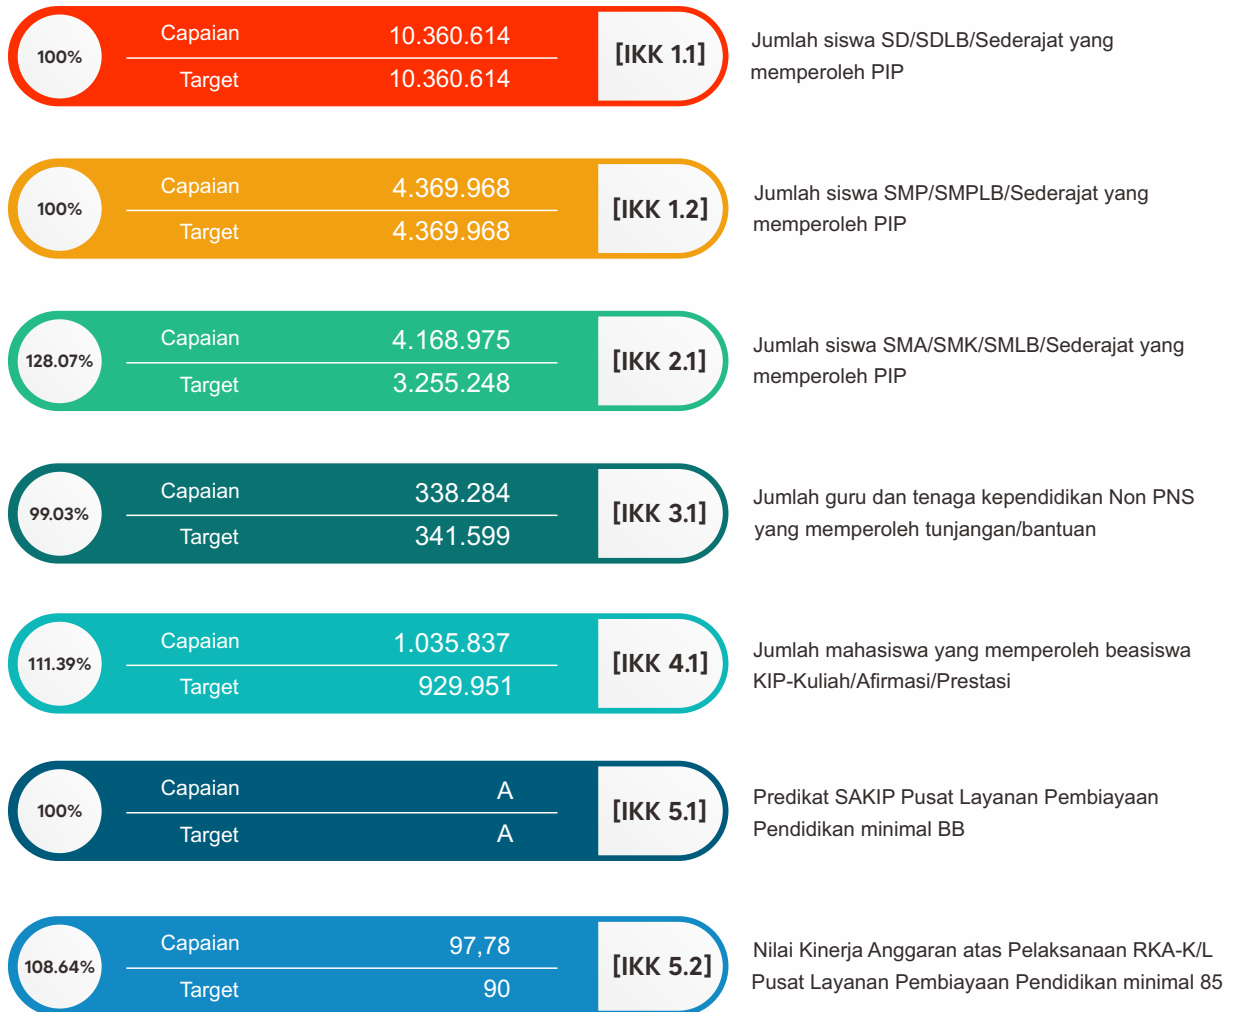 100%
Capaian 10.360.614
Target 10.360.614
[IKK 1.1]
Jumlah siswa SD/SDLB/Sederajat yang
memperoleh PIP
100%
Capaian 4.369.968
Target 4.369.968
[IKK 1.2]
Jumlah siswa SMP/SMPLB/Sederajat yang
memperoleh PIP
128.07%
Capaian 4.168.975
Target 3.255.248
[IKK 2.1]
Jumlah siswa SMA/SMK/SMLB/Sederajat yang
memperoleh PIP
99.03%
Capaian 338.284
Target 341.599
[IKK 3.1]
Jumlah guru dan tenaga kependidikan Non PNS
yang memperoleh tunjangan/bantuan
111.39%
Capaian 1.035.837
Target 929.951
[IKK 4.1]
Jumlah mahasiswa yang memperoleh beasiswa
KIP-Kuliah/Afirmasi/Prestasi
100%
Capaian A
Target A
[IKK 5.1]
Predikat SAKIP Pusat Layanan Pembiayaan
Pendidikan minimal BB
108.64%
Capaian 97,78
Target 90
[IKK 5.2]
Nilai Kinerja Anggaran atas Pelaksanaan RKA-K/L
Pusat Layanan Pembiayaan Pendidikan minimal 85